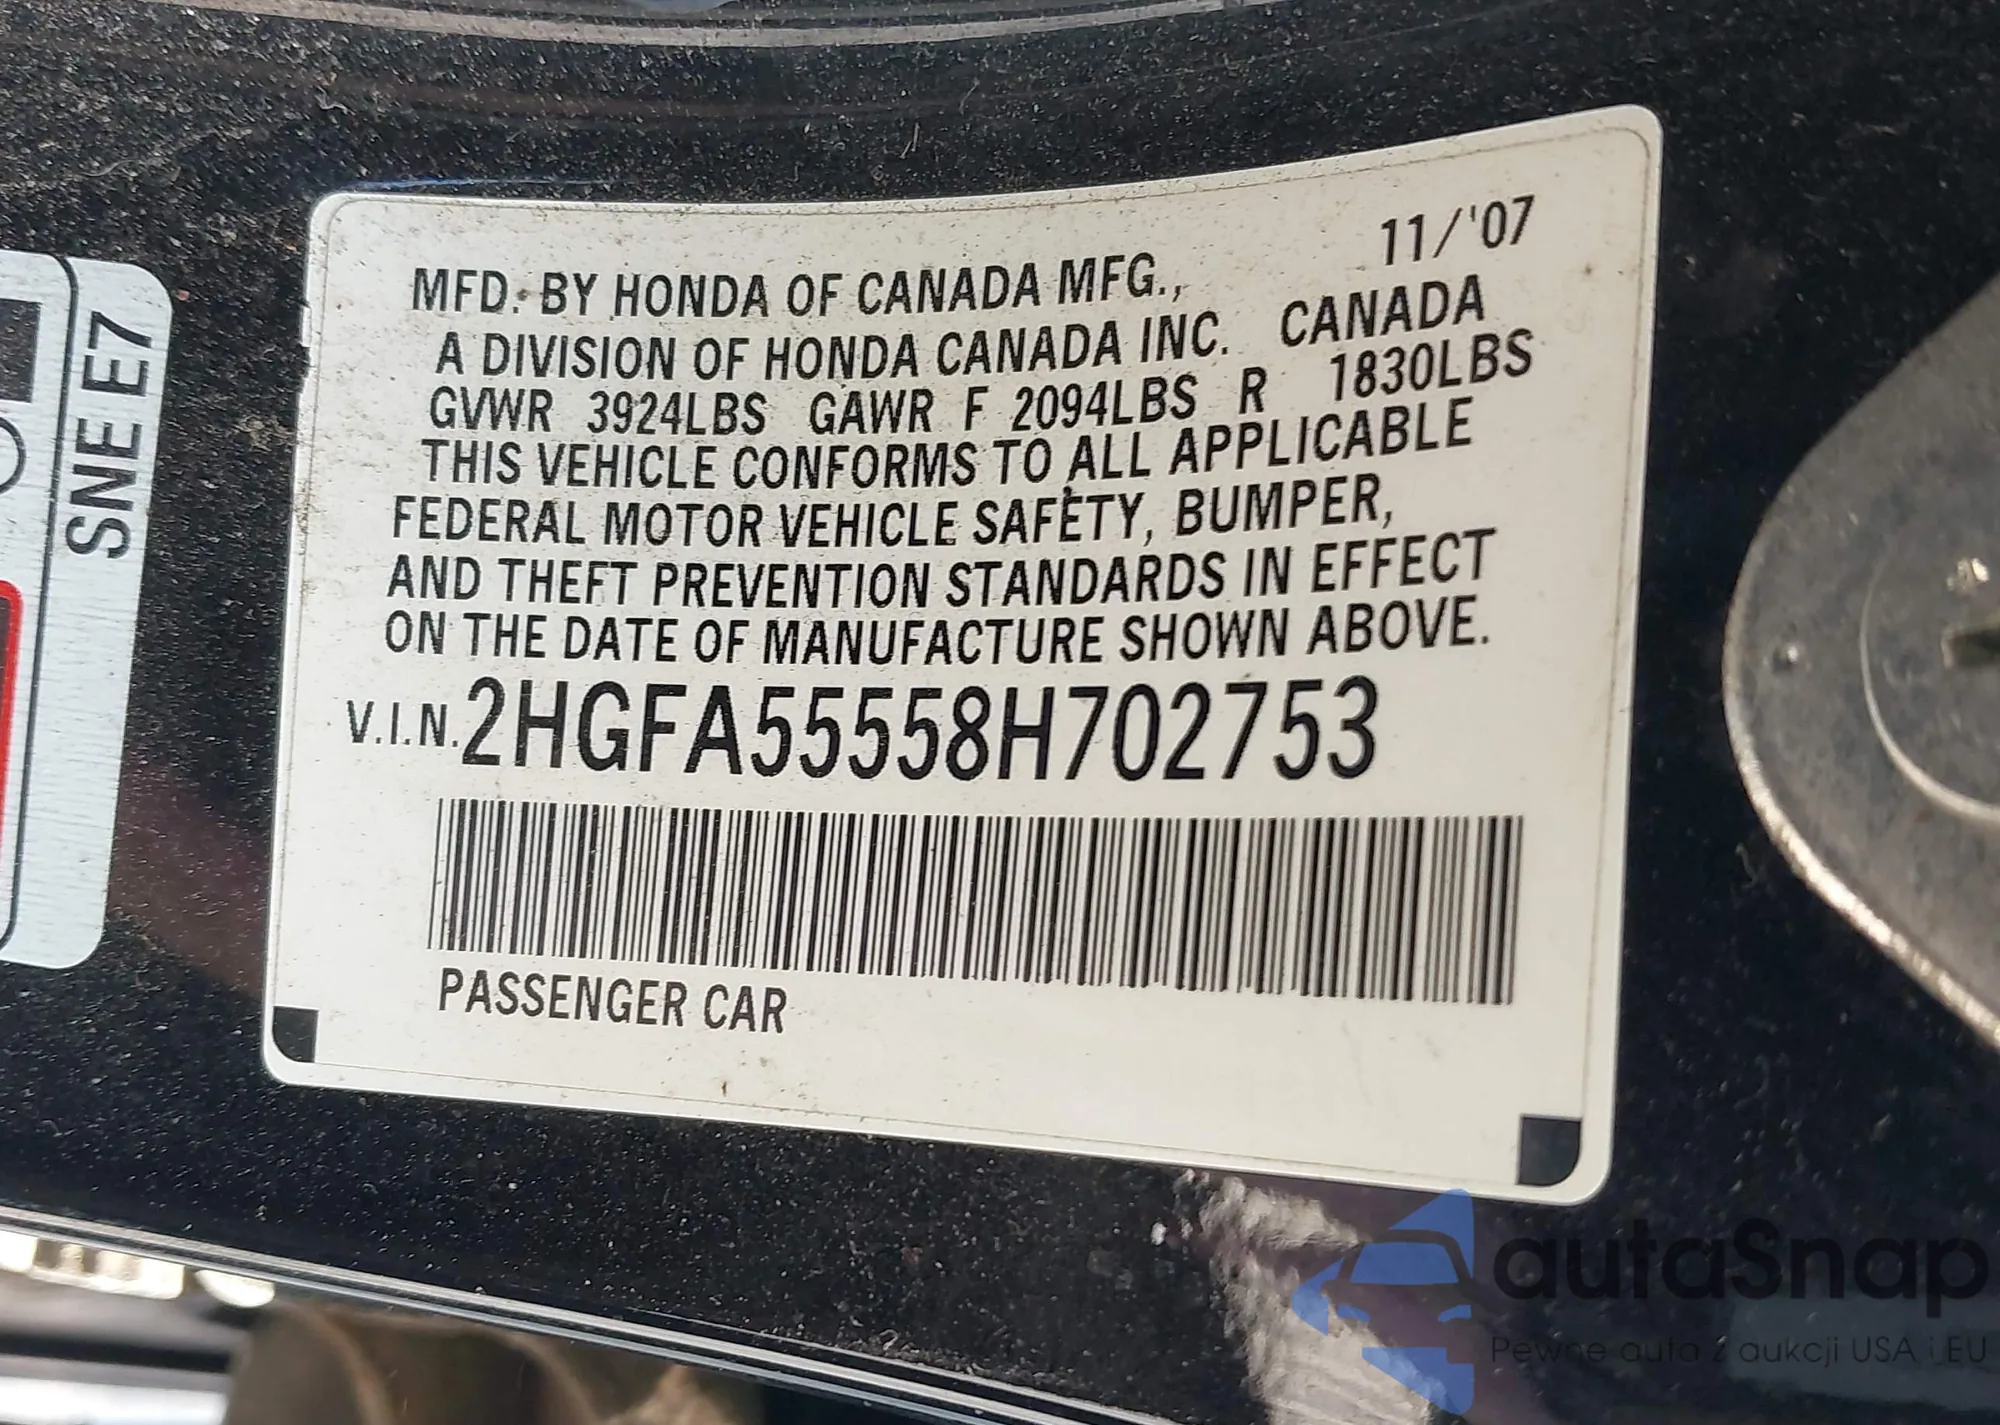 11/'07
MFD. BY HONDA OF CANADA MFG.,
A DIVISION OF HONDA CANADA INC. CANADA
GVWR 3924LBS GAWR F 2094LBS R 1830LBS
THIS VEHICLE CONFORMS TO ALL APPLICABLE
FEDERAL MOTOR VEHICLE SAFETY, BUMPER,
AND THEFT PREVENTION STANDARDS IN EFFECT
ON THE DATE OF MANUFACTURE SHOWN ABOVE.
V.I.N. 2HGFA55558H702753
PASSENGER CAR
SNE E7
autaSnap
Pewne auta z aukcji USA i EU